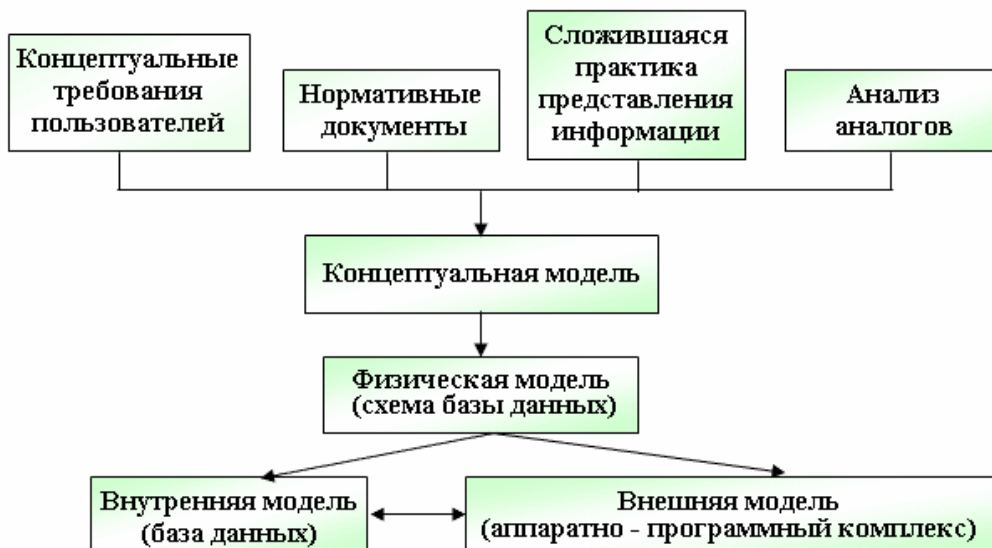 Концептуальные
требования
пользователей
Нормативные
документы
Сложившаяся
практика
представления
информации
Анализ
аналогов
Концептуальная модель
Физическая модель
(схема базы данных)
Внутренняя модель
(база данных)
Внешняя модель
(аппаратно - программный комплекс)